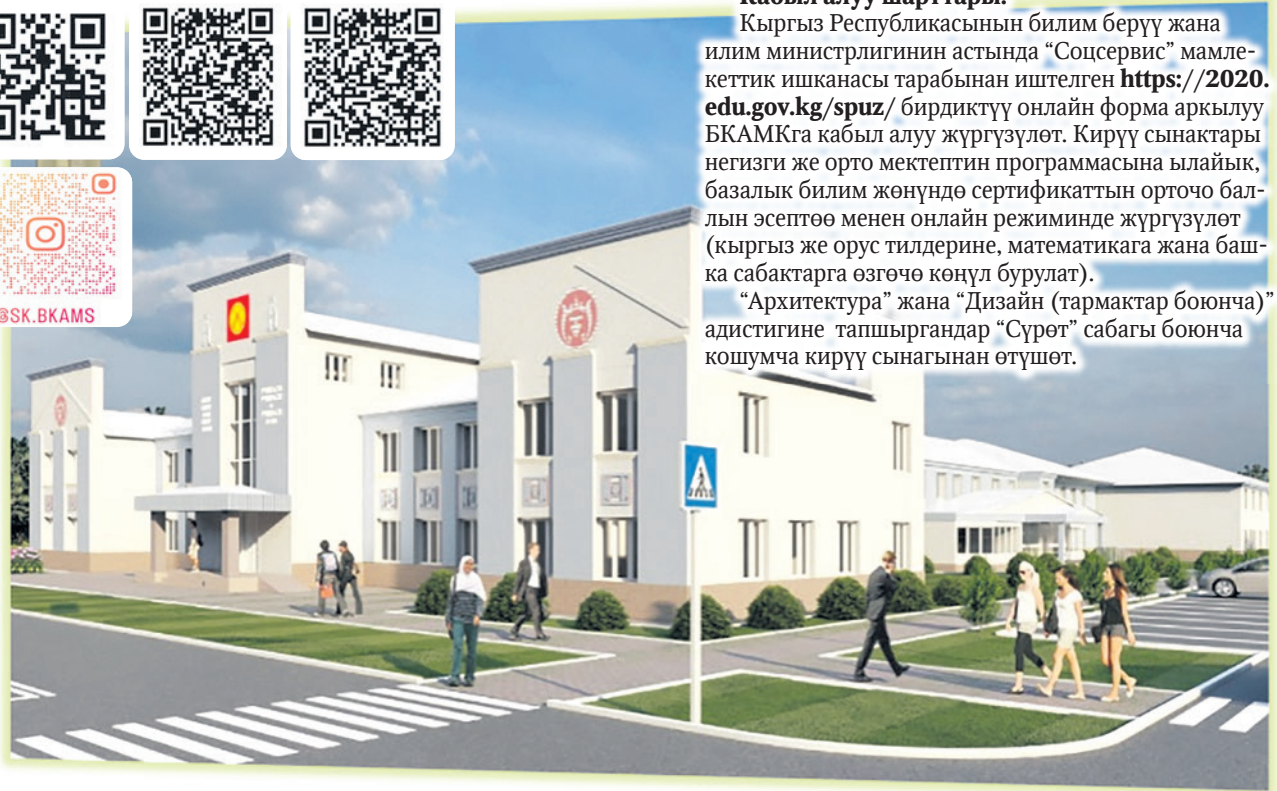 Кабыл алуу шарттары:
Кыргыз Республикасынын билим берүү жана
илим министрлигинин астында “Соцсервис” мамле-
кеттик ишканасы тарабынан иштелген https://2020.
edu.gov.kg/spuz/ бирдиктүү онлайн форма аркылуу
БКАМКга кабыл алуу жүргүзүлөт. Кирүү сынактары
негизги же орто мектептин программасына ылайык,
базалык билим жөнүндө сертификаттын орточо бал-
лын эсептөө менен онлайн режиминде жүргүзүлөт
(кыргыз же орус тилдерине, математикага жана баш-
ка сабактарга өзгөчө көңүл бурулат).
“Архитектура” жана “Дизайн (тармактар боюнча)”
адистигине тапшыргандар “Сүрөт” сабагы боюнча
кошумча кирүү сынагынан өтүшөт.
@SK.BKAMS